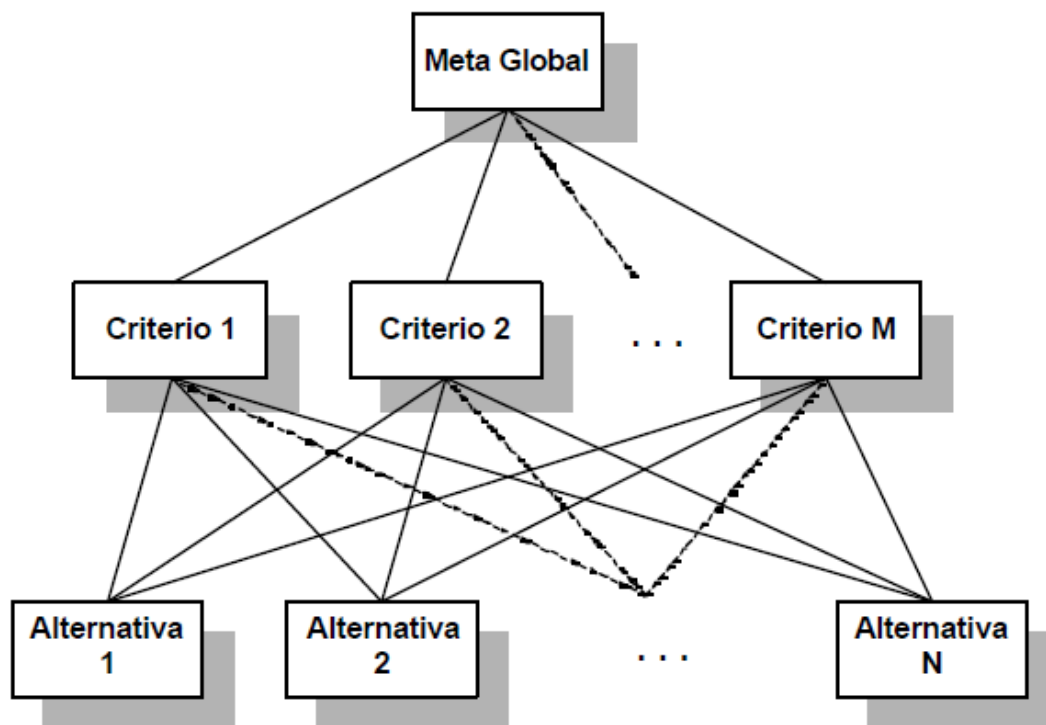 Meta Global
Criterio 1
Criterio 2
. . .
Criterio M
Alternativa
1
Alternativa
2
. . .
Alternativa
N